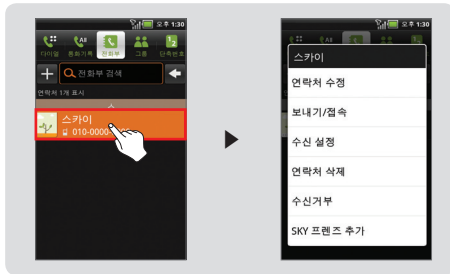 오후 1:30
다이얼 통화기록 전화부 그룹 단축번호
전화부 검색
연락처 1개 표시
스카이
010-0000-
오후 1:30
스카이
연락처 수정
보내기/접속
수신 설정
연락처 삭제
수신거부
SKY 프렌즈 추가